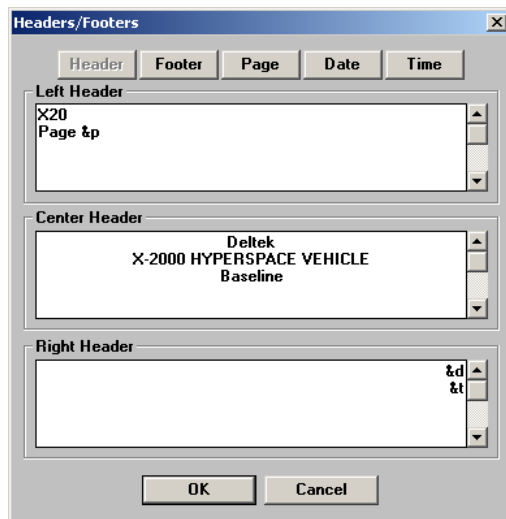 Headers/Footers
Header Footer Page Date Time
Left Header
X20
Page &p
Center Header
Deltek
X-2000 HYPERSPACE VEHICLE
Baseline
Right Header
&d
&t
OK Cancel